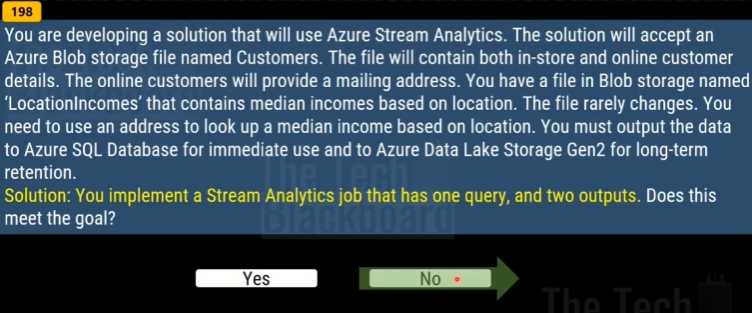 198
You are developing a solution that will use Azure Stream Analytics. The solution will accept an
Azure Blob storage file named Customers. The file will contain both in-store and online customer
details. The online customers will provide a mailing address. You have a file in Blob storage named
‘LocationIncomes’ that contains median incomes based on location. The file rarely changes. You
need to use an address to look up a median income based on location. You must output the data
to Azure SQL Database for immediate use and to Azure Data Lake Storage Gen2 for long-term
retention.
Solution: You implement a Stream Analytics job that has one query, and two outputs. Does this
meet the goal?
The Tech
Blackboard
Yes
No
The Tech